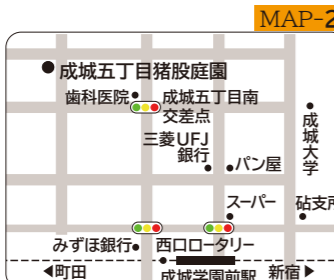 MAP-2
成城五丁目猪股庭園
歯科医院
成城五丁目南
交差点
三菱UFJ
銀行
パン屋
成城大学
スーパー
砧支所
みずほ銀行
西口ロータリー
◀町田
成城学園前駅
新宿▶